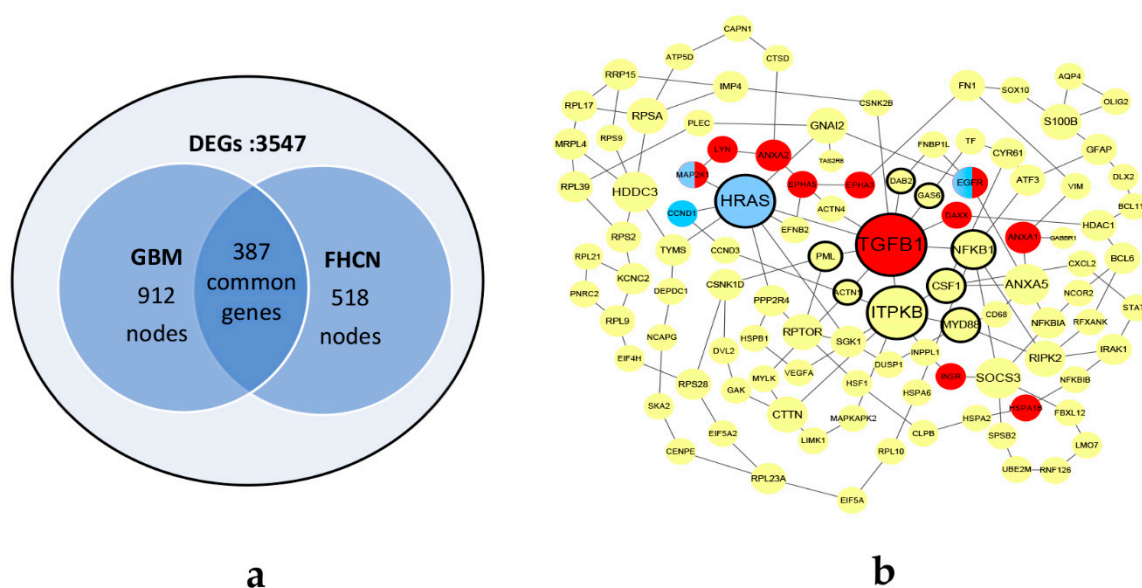 DEGs :3547
GBM
912
nodes
387
common
genes
FHCN
518
nodes
a
CAPN1
ATP5D
CTSD
RRP15
IMP4
AQP4
FN1
SOX10
OLIG2
RPL17
RPSA
CSNK2B
S100B
RPS9
PLEC
GNAI2
MRPL4
TAS2RB
FNBP1L
TF
CYR61
GFAP
LYN
ANXA2
DLX2
RPL39
HDDC3
MAP2K1
EPHA5
EPHA3
DAB2
EGFR
ATF3
VIM
HRAS
GAS6
BCL11
CCND1
ACTN4
DAXX
ANXA1
HDAC1
EFNB2
GABBR1
RPS2
TYMS
CCND3
TGFB1
NFKB1
BCL6
RPL21
PML
CXCL2
KCNC2
CSNK1D
CSF1
ANXA5
NCOR2
PNRC2
DEPDC1
ACTN1
PPP2R4
ITPKB
MYD88
CD68
STAT
RPL9
NFKBIA
RFXANK
NCAPG
HSPB1
RPTOR
SGK1
EIF4H
DVL2
VEGFA
DUSP1
INPPL1
RIPK2
IRAK1
RPS28
GAK
MYLK
HSF1
INSR
SOCS3
NFKBIB
SKA2
CTTN
MAPKAPK2
HSPA6
HSPA2
HSPA1B
FBXL12
EIF5A2
LIMK1
CLPB
SPSB2
CENPE
RPL10
LMO7
RPL23A
UBE2M
RNF126
EIF5A
b